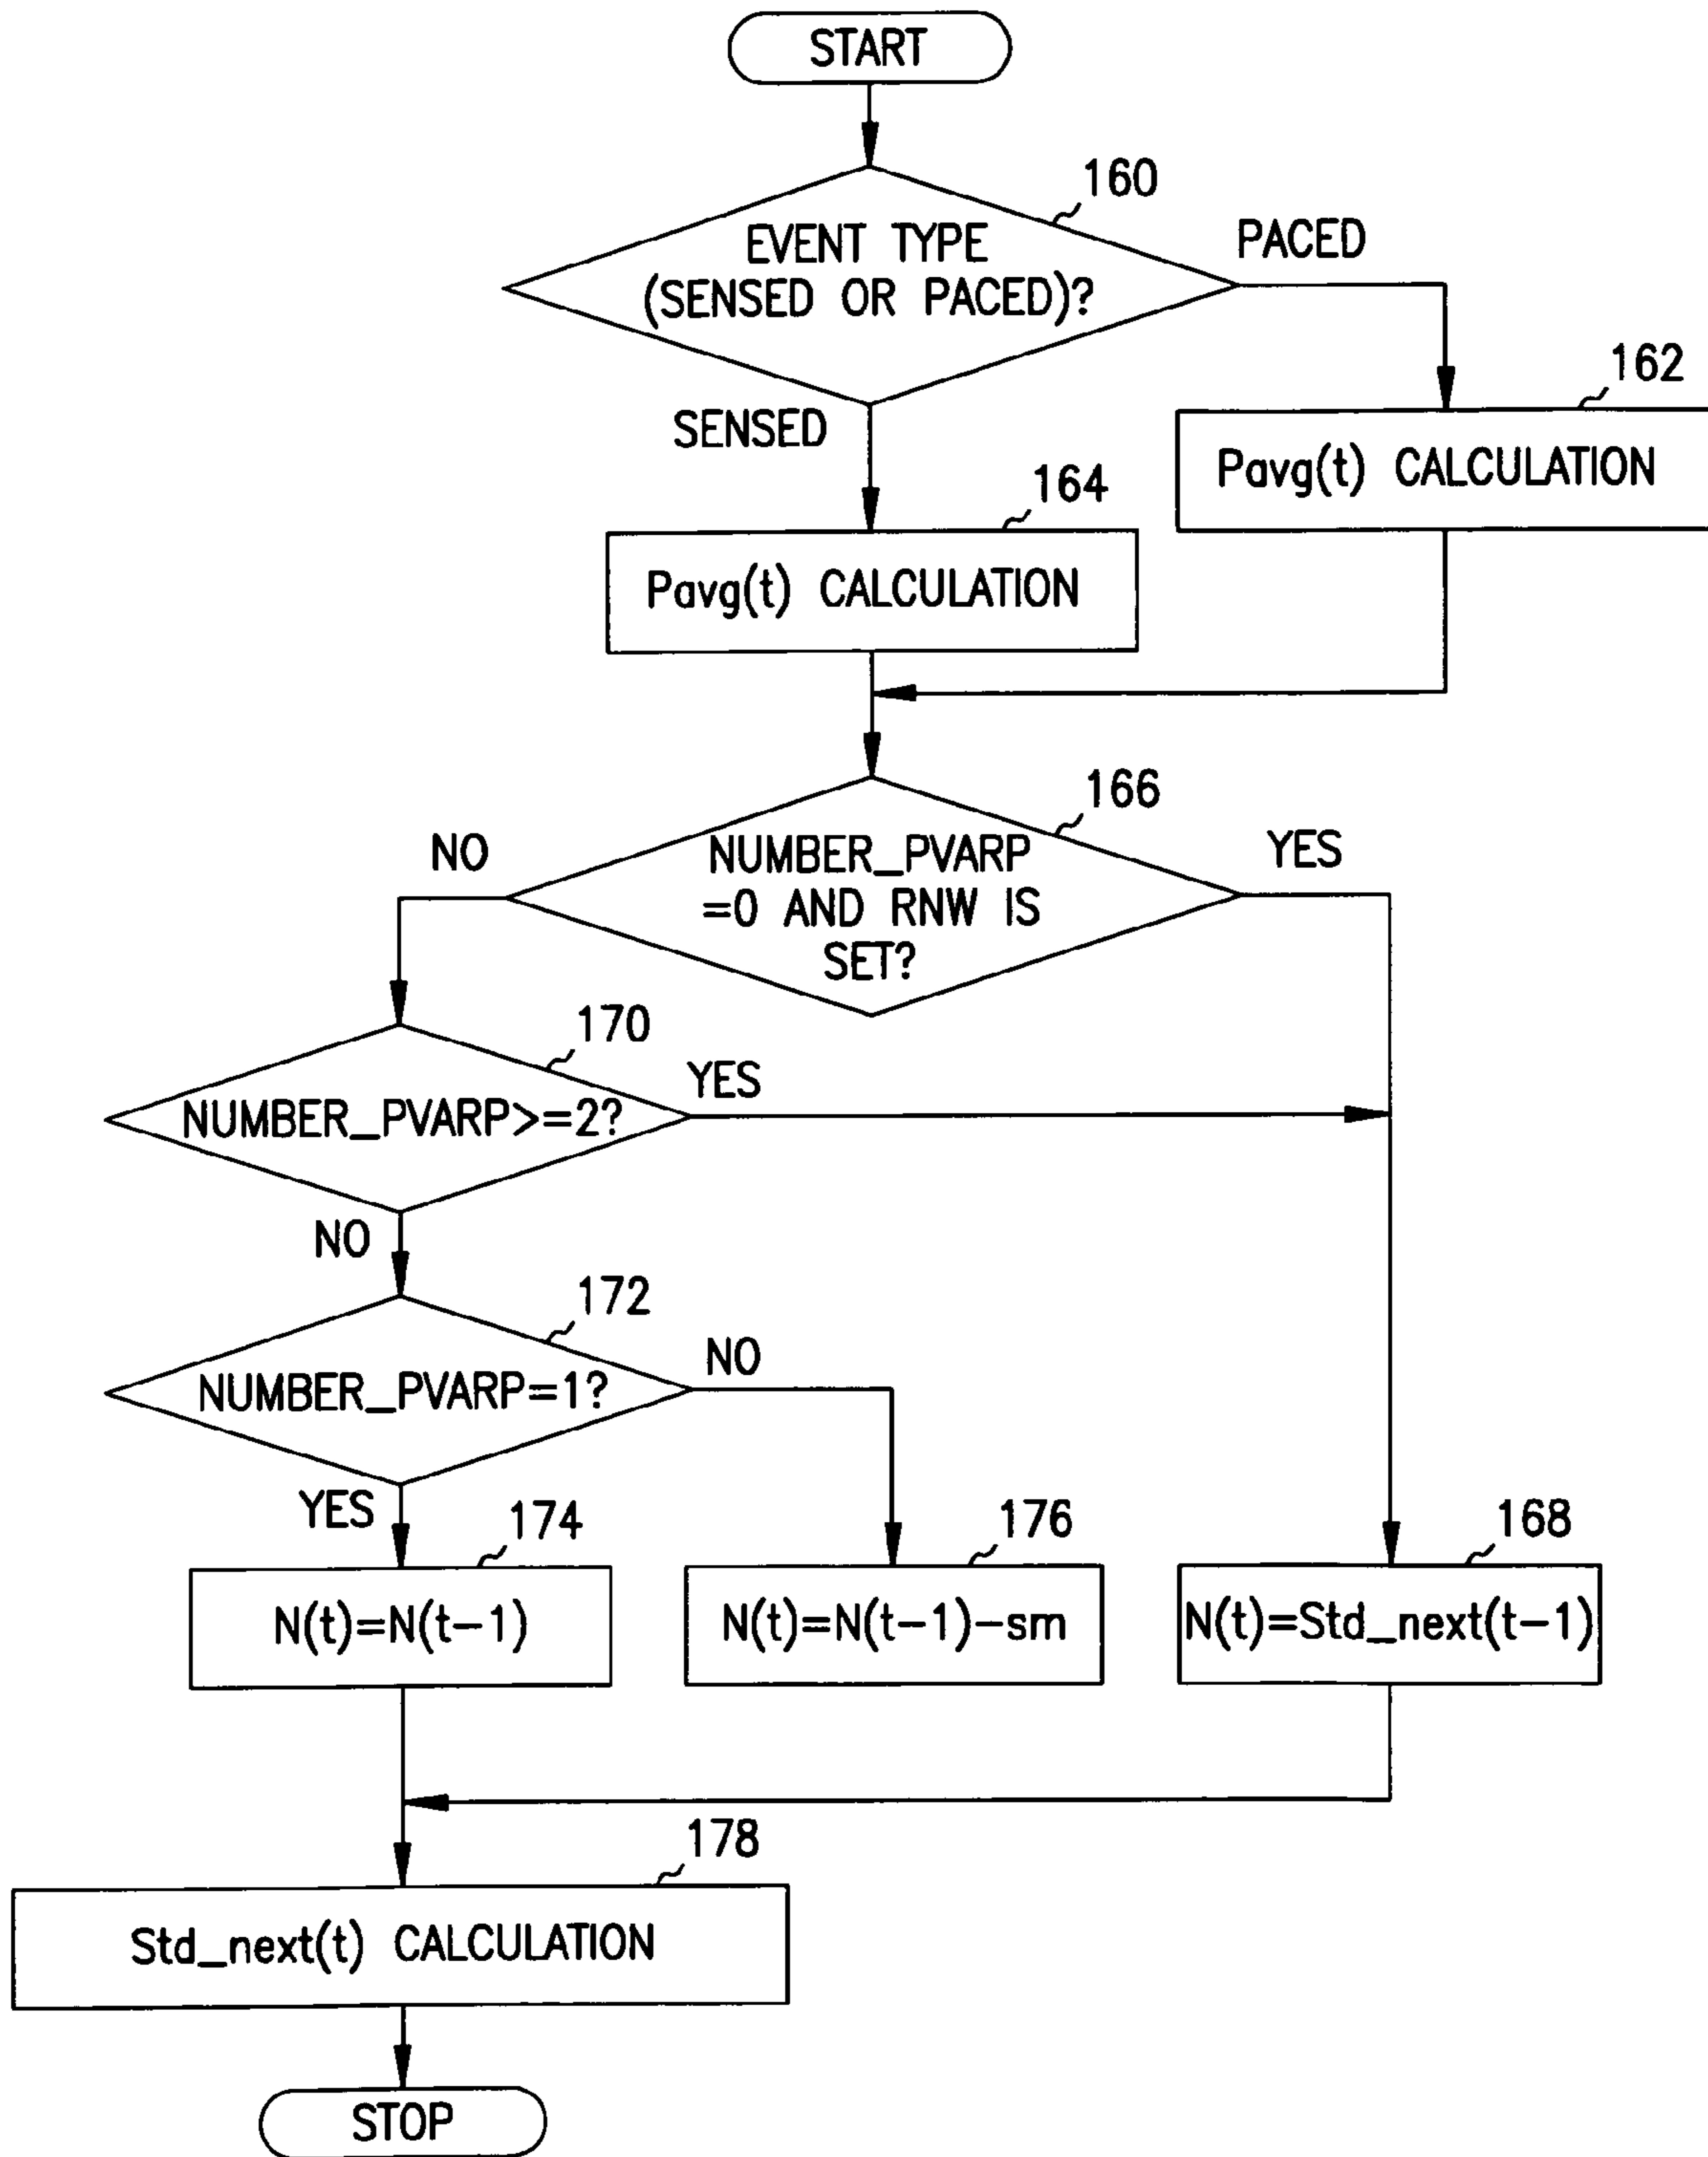 START
160
EVENT TYPE
(SENSED OR PACED)?
PACED
162
SENSED
Pavg(t) CALCULATION
164
Pavg(t) CALCULATION
166
NO
NUMBER_PVARP
=0 AND RNW IS
SET?
YES
170
YES
NUMBER_PVARP>=2?
NO
172
NO
NUMBER_PVARP=1?
YES
174
176
168
N(t)=N(t-1)
N(t)=N(t-1)-sm
N(t)=Std_next(t-1)
178
Std_next(t) CALCULATION
STOP